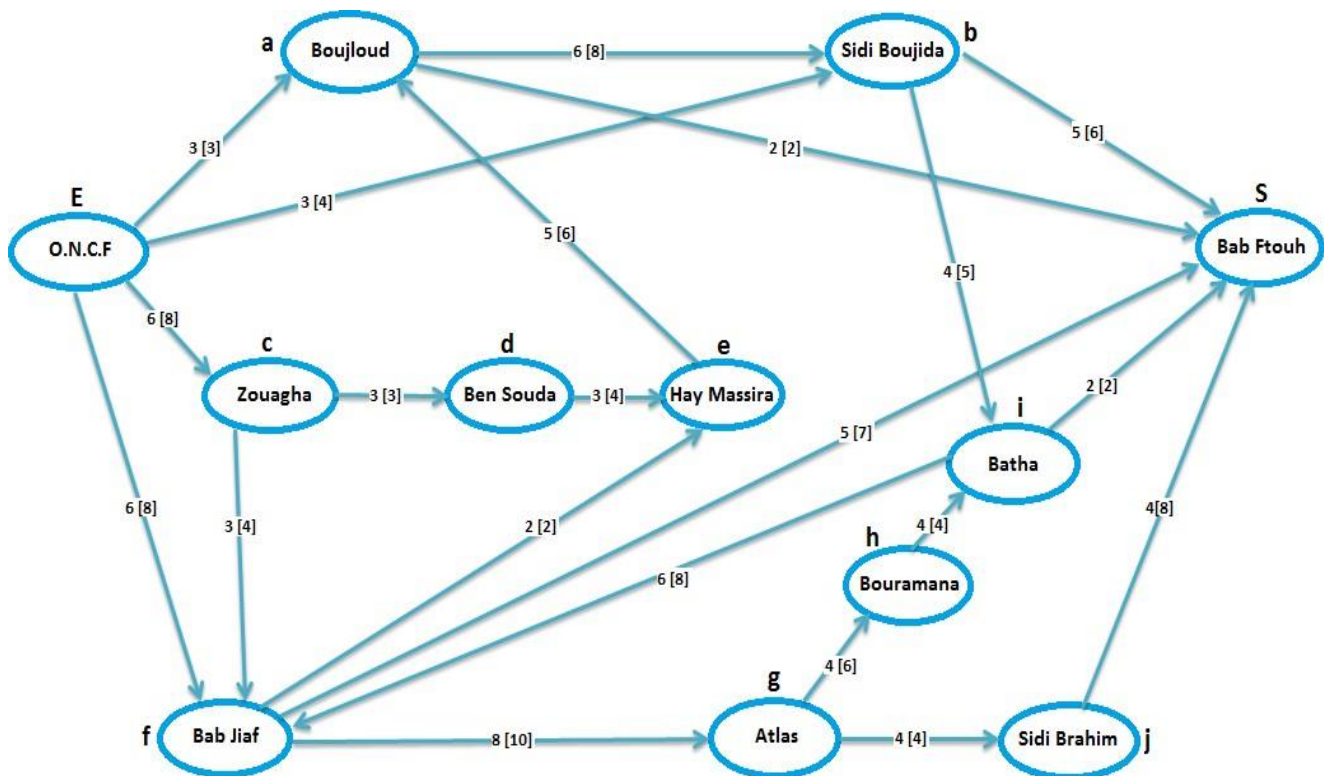 a
Boujloud
6 [8]
Sidi Boujida
b
3 [3]
2 [2]
5 [6]
E
O.N.C.F
3 [4]
S
Bab Ftouh
5 [6]
4 [5]
6 [8]
c
Zouagha
3 [3]
d
Ben Souda
3 [4]
e
Hay Massira
2 [2]
i
Batha
5 [7]
6 [8]
3 [4]
2 [2]
4[8]
4 [4]
h
Bouramana
6 [8]
4 [6]
g
f
Bab Jiaf
8 [10]
Atlas
4 [4]
Sidi Brahim
j